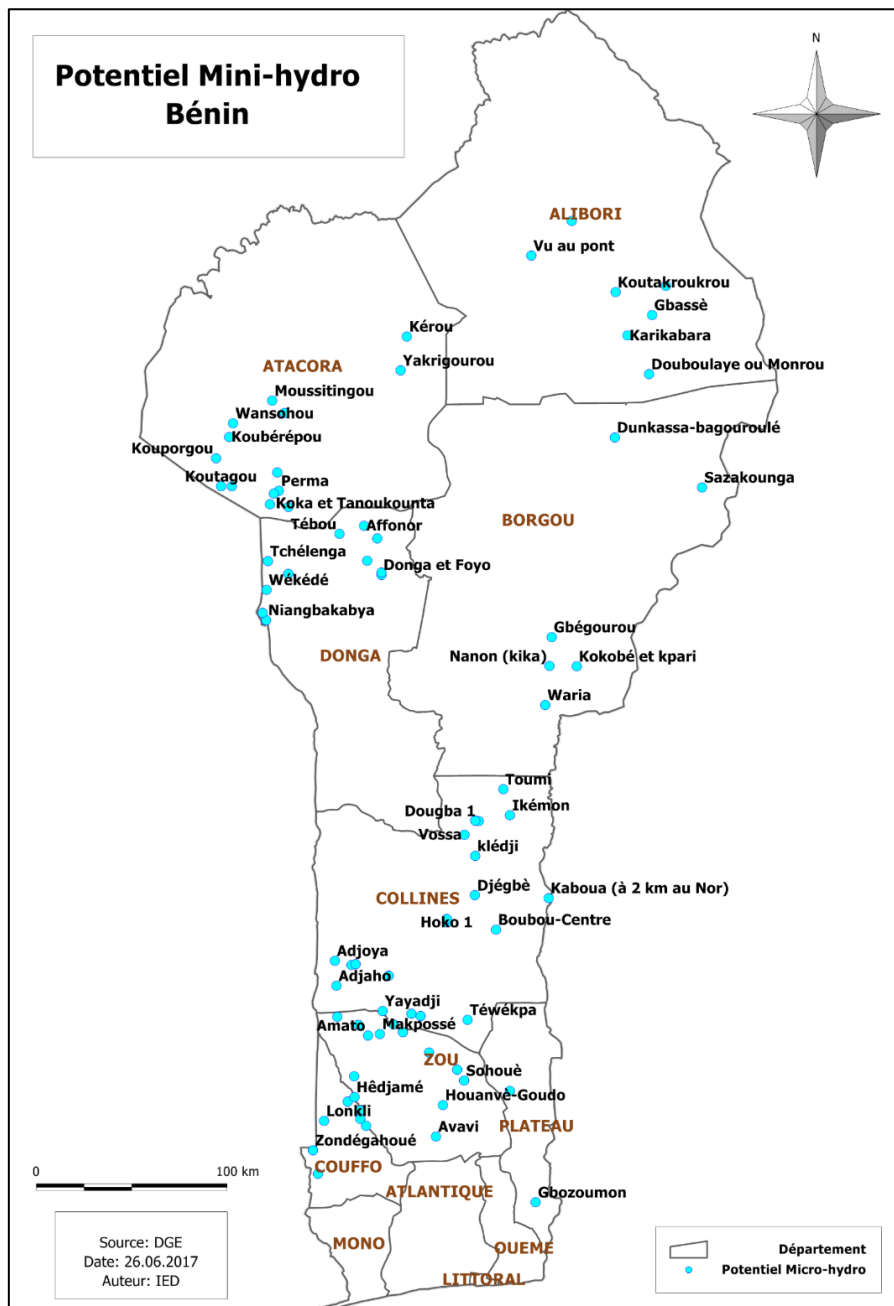 Potentiel Mini-hydro
Bénin
N
ALIBORI
Vu au pont
Koutakroukrou
Gbassè
Kérou
Karikabara
ATACORA
Yakrigourou
Douboulaye ou Monrou
Moussitingou
Wansohou
Koubérépou
Dunkassa-bagouroulé
Kouporgou
Koutagou
Perma
Sazakounga
Koka et Tanoukounta
BORGOU
Tébou
Affonor
Tchélenga
Donga et Foyo
Wékédé
Niangbakabya
Gbégourou
DONGA
Nanon (kika)
Kokobé et kpari
Waria
Toumi
Dougba 1
Ikémon
Vossa
klédji
Djégbè
Kaboua (à 2 km au Nor)
COLLINES
Hoko 1
Boubou-Centre
Adjoya
Adjaho
Yayadji
Téwékpa
Amato
Makpossé
ZOU
Sohouè
Hêdjamé
Houanvè-Goudo
Lonkli
Avavi
PLATEAU
Zondégahoué
COUFFO
0
100 km
ATLANTIQUE
Gbozoumon
MONO
OUEME
LITTORAL
Source: DGE
Date: 26.06.2017
Auteur: IED
Département
Potentiel Micro-hydro